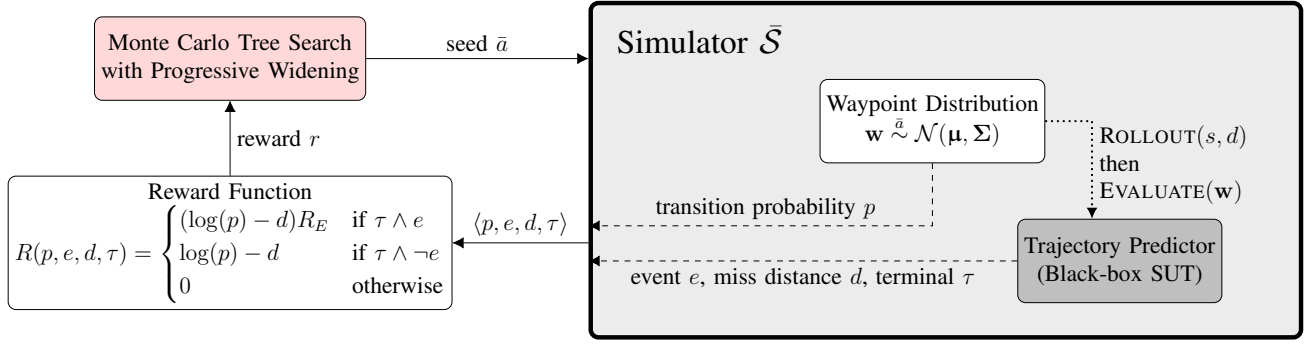 Monte Carlo Tree Search
with Progressive Widening
seed ā
Simulator S̄
Waypoint Distribution
w ~ā N(μ, Σ)
ROLLOUT(s, d)
then
EVALUATE(w)
reward r
Reward Function
R(p, e, d, τ) = { (log(p) − d)R_E if τ ∧ e
log(p) − d if τ ∧ ¬e
0 otherwise
⟨p, e, d, τ⟩
transition probability p
event e, miss distance d, terminal τ
Trajectory Predictor
(Black-box SUT)